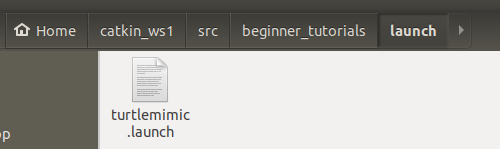 Home catkin_ws1 src beginner_tutorials launch
turtlemimic
.launch
op